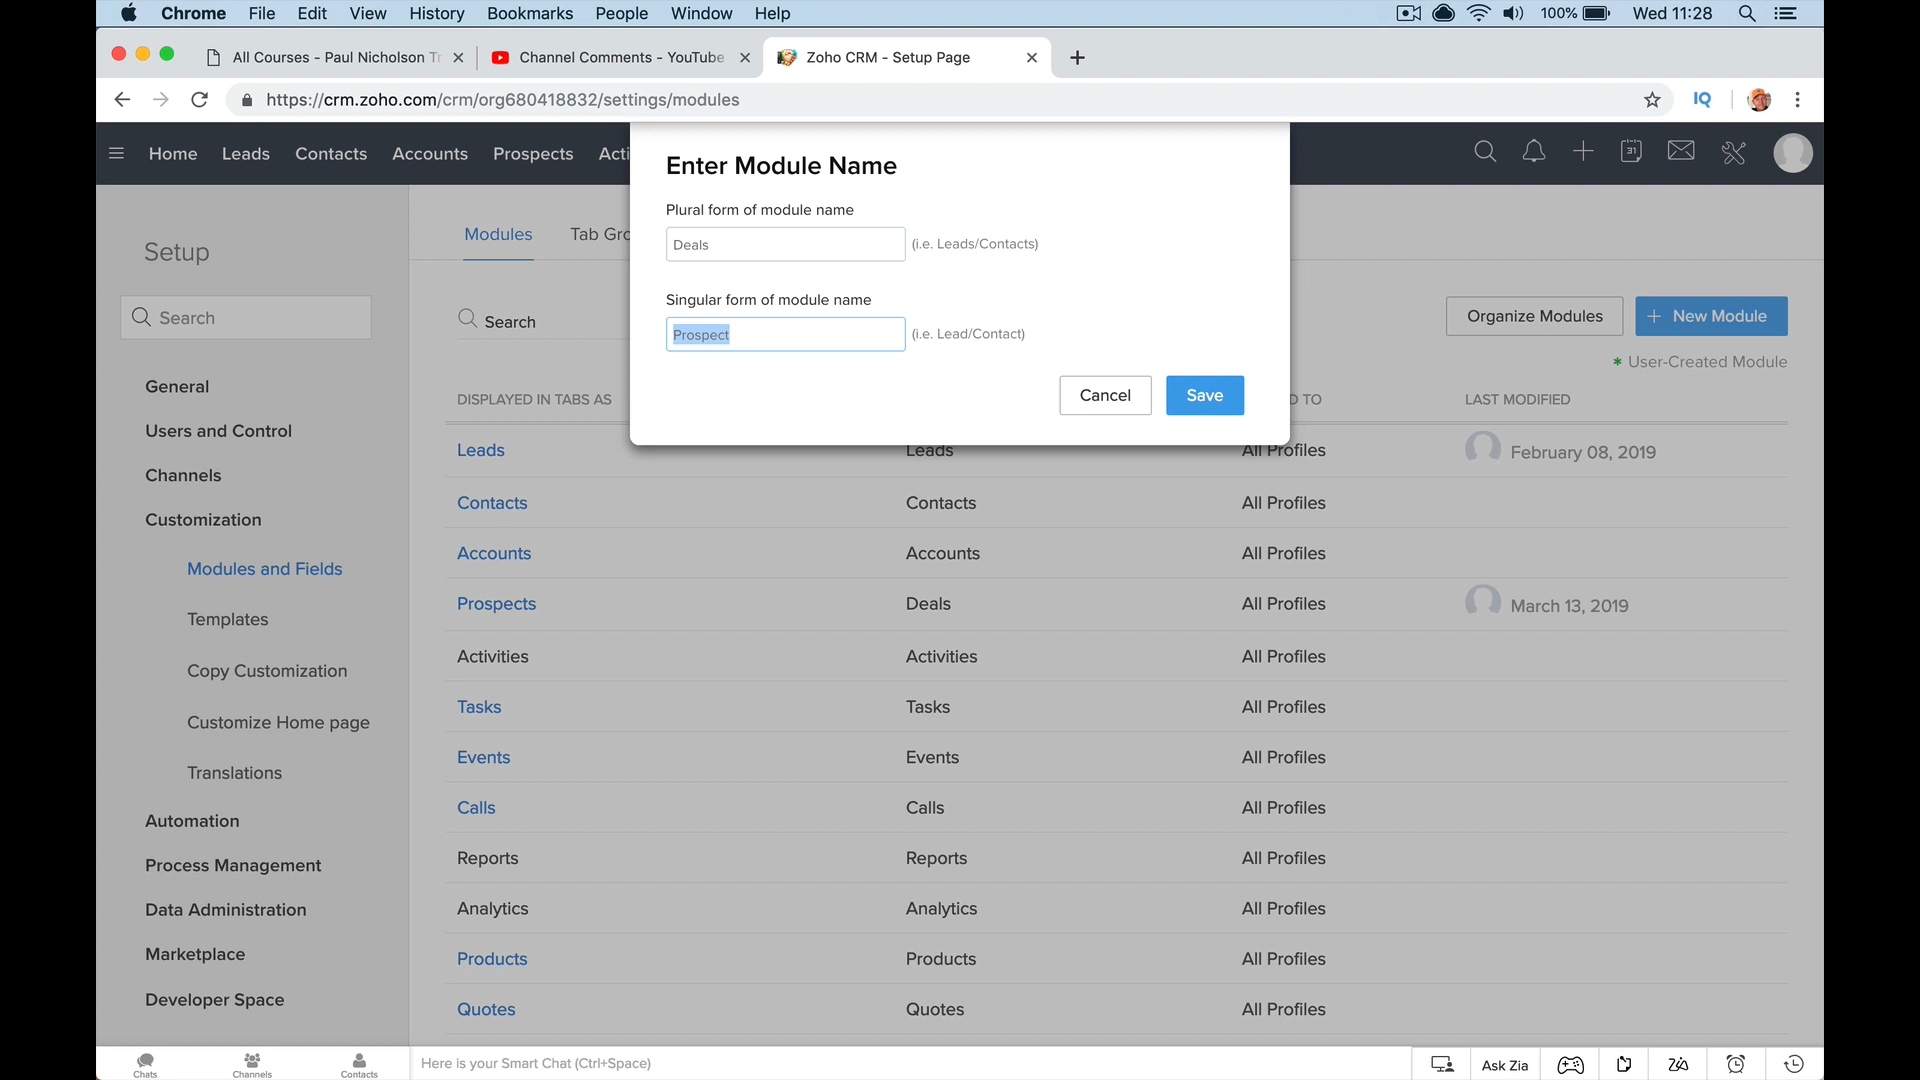 Chrome File Edit View History Bookmarks People Window Help 100% Wed 11:28
All Courses - Paul Nicholson Tr Channel Comments - YouTube Zoho CRM - Setup Page
https://crm.zoho.com/crm/org680418832/settings/modules IQ
Home Leads Contacts Accounts Prospects Acti 31
Enter Module Name
Plural form of module name
Deals (i.e. Leads/Contacts)
Singular form of module name
Prospect (i.e. Lead/Contact)
Cancel Save
Setup
Search
General
Users and Control
Channels
Customization
Modules and Fields
Templates
Copy Customization
Customize Home page
Translations
Automation
Process Management
Data Administration
Marketplace
Developer Space
Modules Tab Gro
Search
Organize Modules + New Module
* User-Created Module
DISPLAYED IN TABS AS D TO LAST MODIFIED
Leads Leads All Profiles February 08, 2019
Contacts Contacts All Profiles
Accounts Accounts All Profiles
Prospects Deals All Profiles March 13, 2019
Activities Activities All Profiles
Tasks Tasks All Profiles
Events Events All Profiles
Calls Calls All Profiles
Reports Reports All Profiles
Analytics Analytics All Profiles
Products Products All Profiles
Quotes Quotes All Profiles
Chats Channels Contacts Here is your Smart Chat (Ctrl+Space) Ask Zia